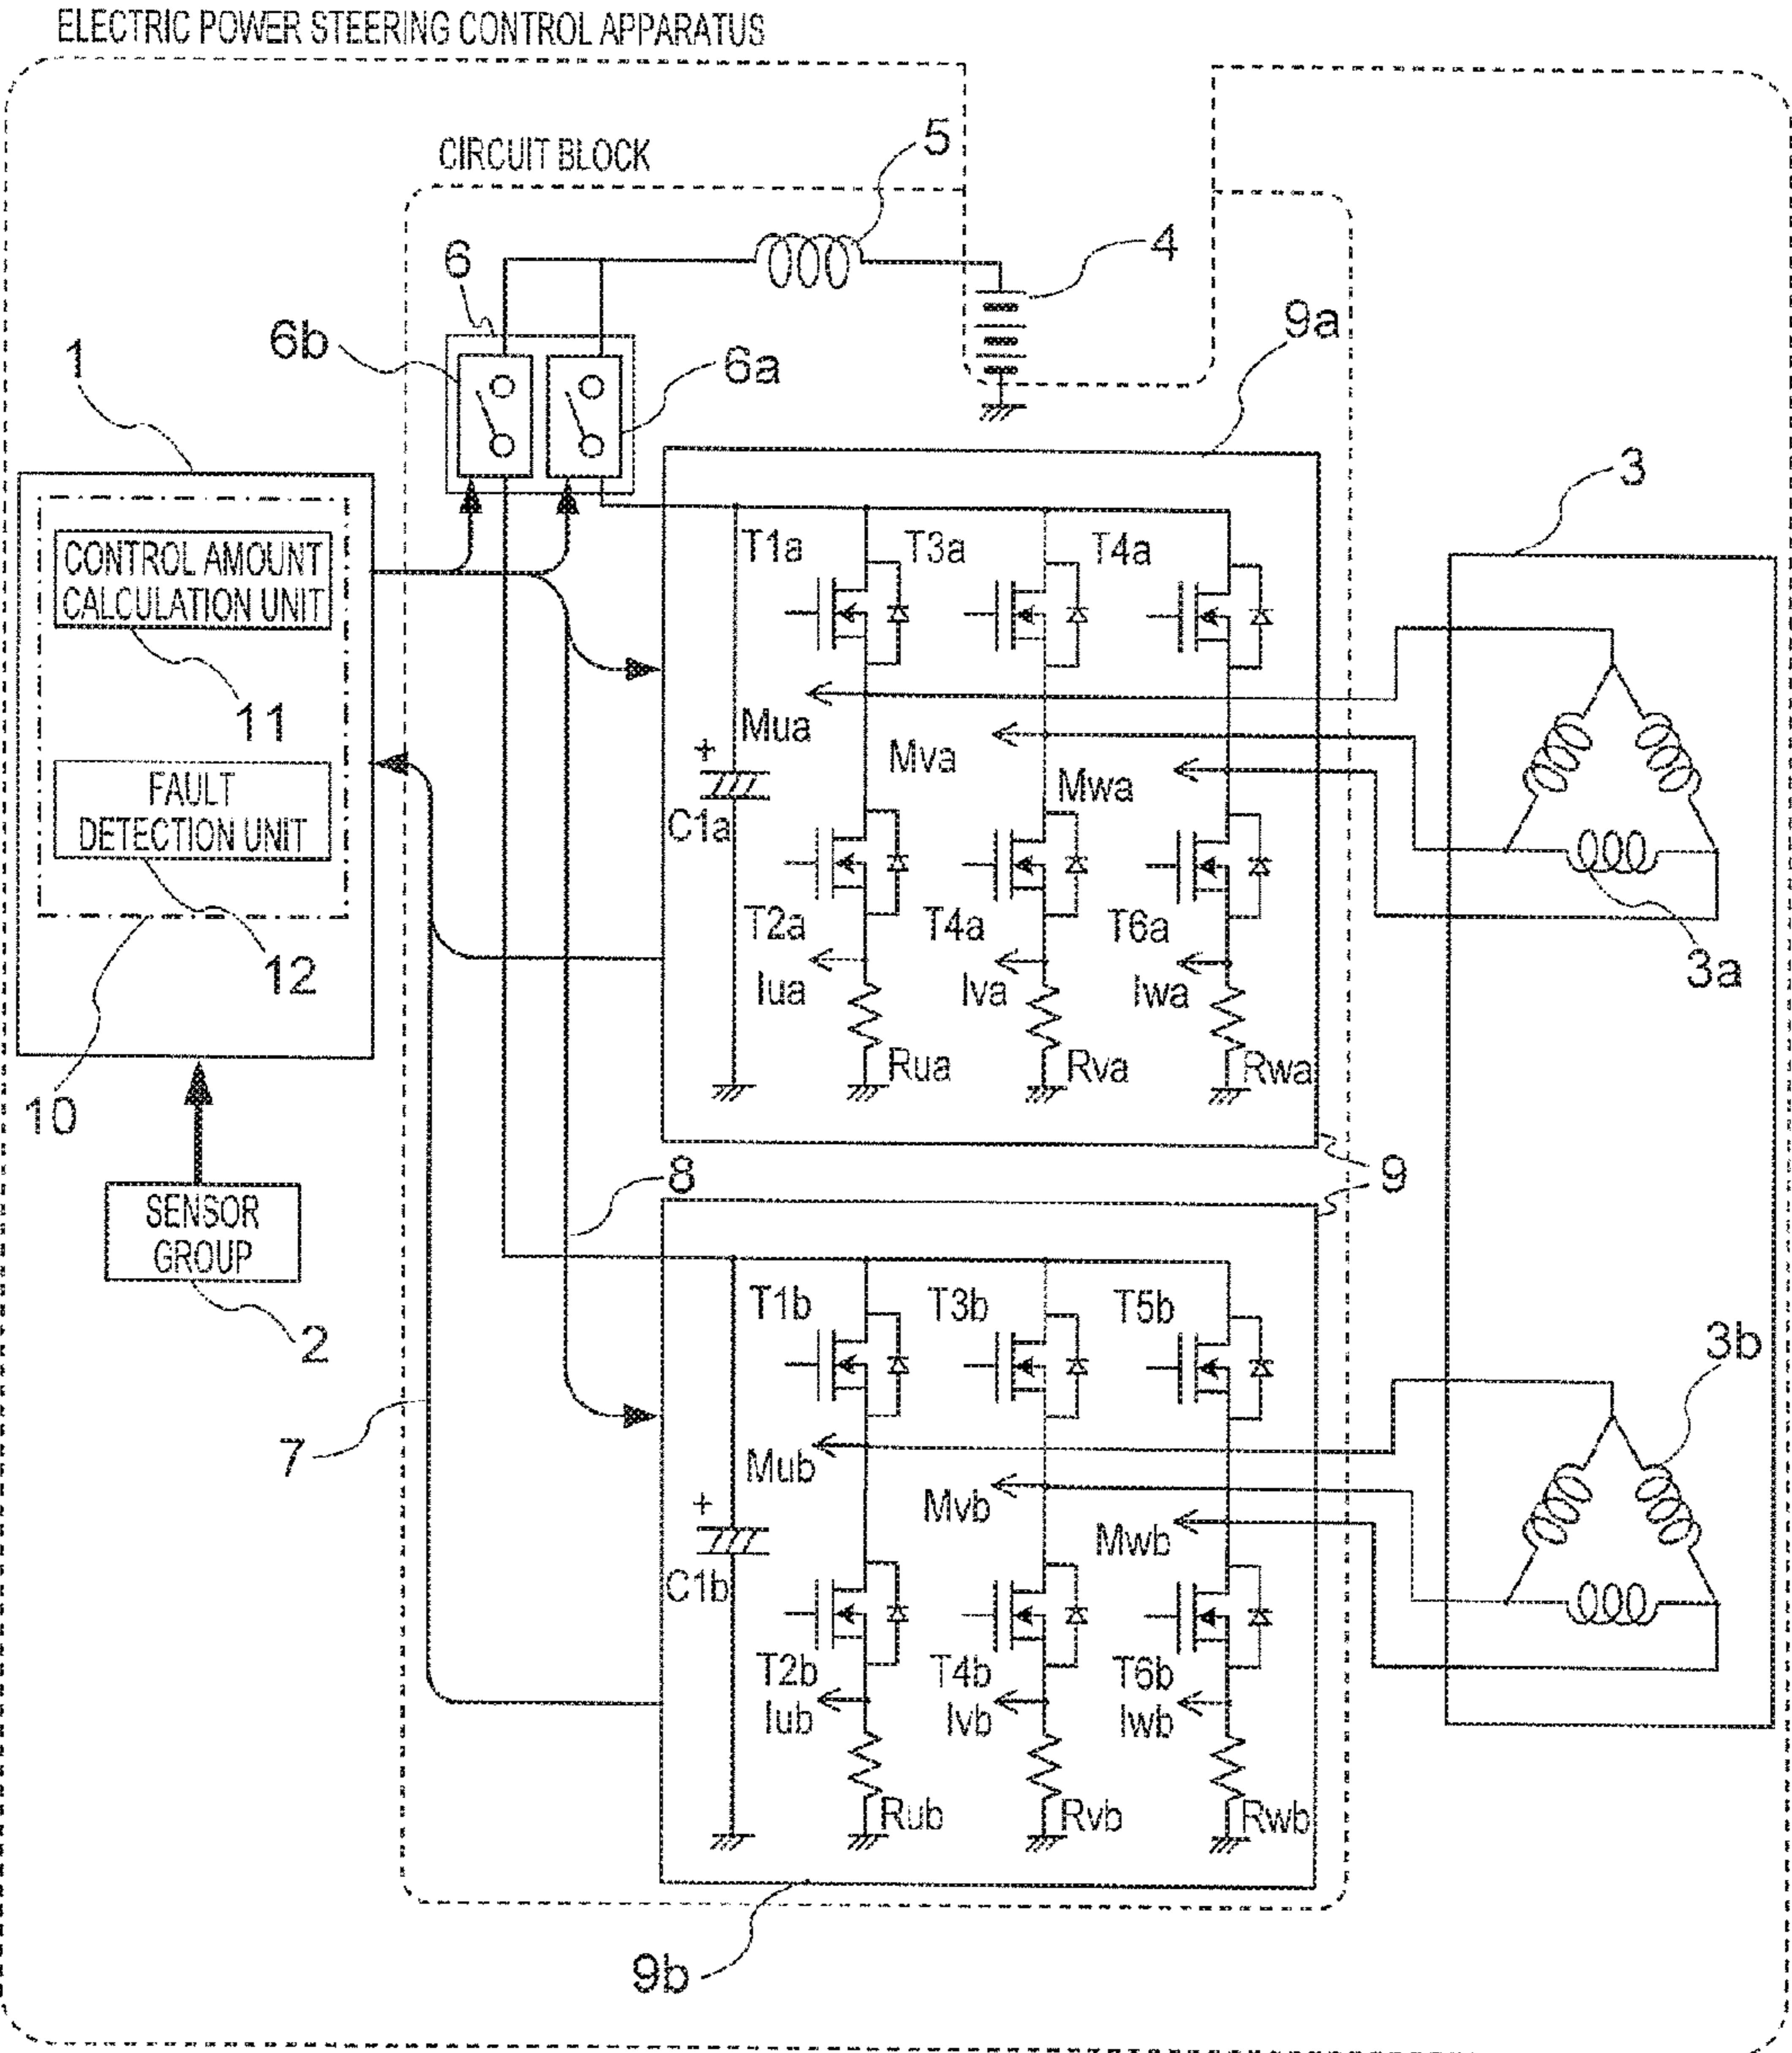 ELECTRIC POWER STEERING CONTROL APPARATUS
CIRCUIT BLOCK
5
4
6
6b
6a
9a
1
3
CONTROL AMOUNT
CALCULATION UNIT
11
FAULT
DETECTION UNIT
12
10
SENSOR
GROUP
2
T1a
T3a
T4a
Mua
Mva
Mwa
+
C1a
T2a
T4a
T6a
Iua
Iva
Iwa
Rua
Rva
Rwa
3a
8
9
7
T1b
T3b
T5b
Mub
Mvb
Mwb
+
C1b
T2b
T4b
T6b
Iub
Ivb
Iwb
Rub
Rvb
Rwb
3b
9b